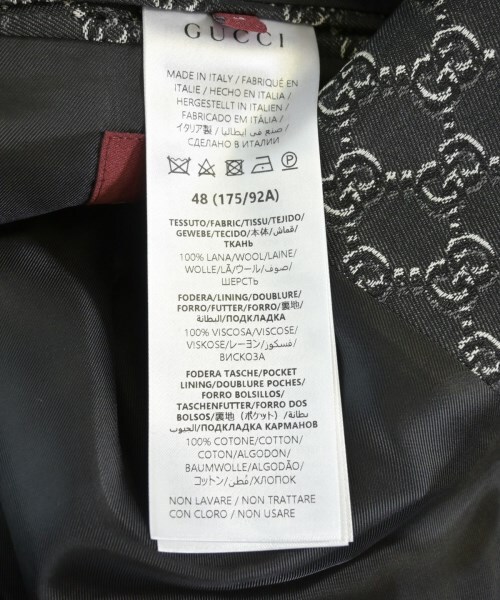 GUCCI
MADE IN ITALY / FABRIQUÉ EN
ITALIE / HECHO EN ITALIA /
HERGESTELLT IN ITALIEN /
FABRICADO EM ITÁLIA /
イタリア製 / صنع في إيطاليا /
СДЕЛАНО В ИТАЛИИ
48 (175/92A)
TESSUTO/FABRIC/TISSU/TEJIDO/
GEWEBE/TECIDO/本体/قماش/
ТКАНЬ
100% LANA/WOOL/LAINE/
WOLLE/LÃ/ウール/صوف/
ШЕРСТЬ
FODERA/LINING/DOUBLURE/
FORRO/FUTTER/FORRO/裏地/
البطانة/ПОДКЛАДКА
100% VISCOSA/VISCOSE/
VISKOSE/レーヨン/فسكوز/
ВИСКОЗА
FODERA TASCHE/POCKET
LINING/DOUBLURE POCHES/
FORRO BOLSILLOS/
TASCHENFUTTER/FORRO DOS
BOLSOS/裏地（ポケット）/بطانة
الجيوب/ПОДКЛАДКА КАРМАНОВ
100% COTONE/COTTON/
COTON/ALGODON/
BAUMWOLLE/ALGODÃO/
コットン/قُطن/ХЛОПОК
NON LAVARE / NON TRATTARE
CON CLORO / NON USARE